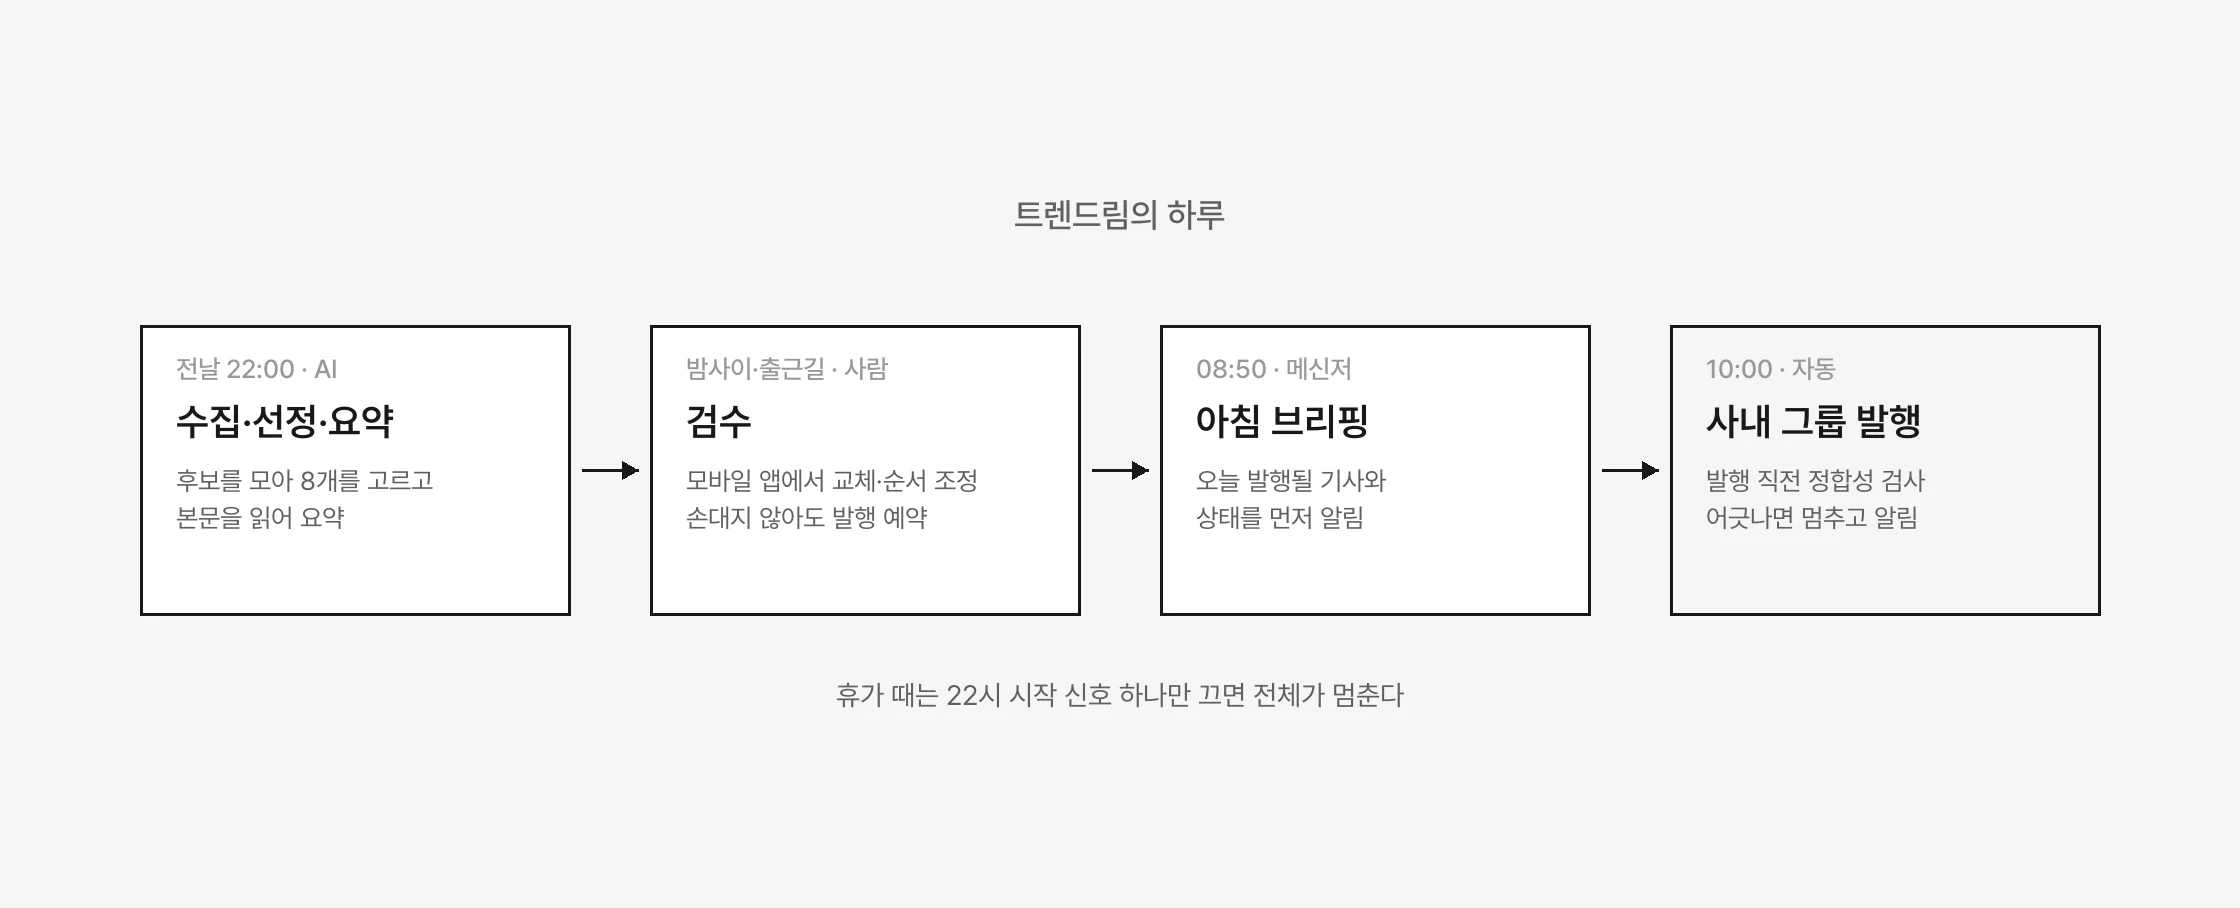 트렌드림의 하루
전날 22:00 · AI
수집·선정·요약
후보를 모아 8개를 고르고
본문을 읽어 요약
밤사이·출근길 · 사람
검수
모바일 앱에서 교체·순서 조정
손대지 않아도 발행 예약
08:50 · 메신저
아침 브리핑
오늘 발행될 기사와
상태를 먼저 알림
10:00 · 자동
사내 그룹 발행
발행 직전 정합성 검사
어긋나면 멈추고 알림
휴가 때는 22시 시작 신호 하나만 끄면 전체가 멈춘다